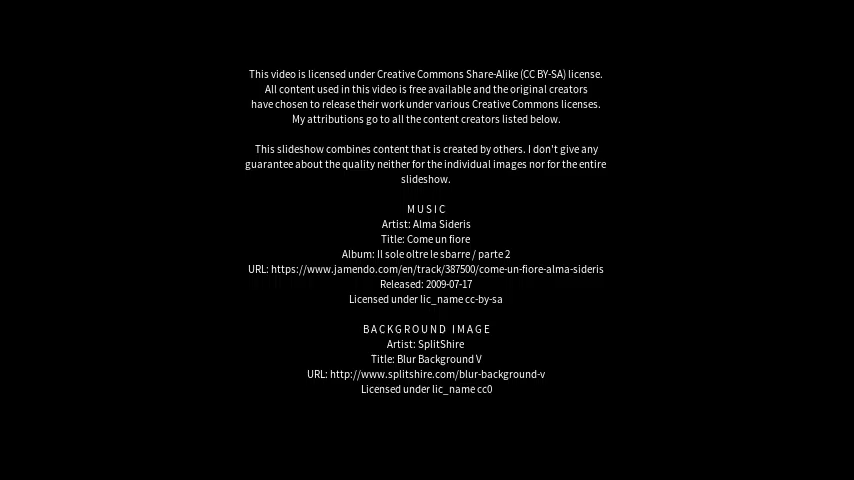 This video is licensed under Creative Commons Share-Alike (CC BY-SA) license.
All content used in this video is free available and the original creators
have chosen to release their work under various Creative Commons licenses.
My attributions go to all the content creators listed below.
This slideshow combines content that is created by others. I don't give any
guarantee about the quality neither for the individual images nor for the entire
slideshow.
MUSIC
Artist: Alma Sideris
Title: Come un fiore
Album: Il sole oltre le sbarre / parte 2
URL: https://www.jamendo.com/en/track/387500/come-un-fiore-alma-sideris
Released: 2009-07-17
Licensed under lic_name cc-by-sa
BACKGROUND IMAGE
Artist: SplitShire
Title: Blur Background V
URL: http://www.splitshire.com/blur-background-v
Licensed under lic_name cc0